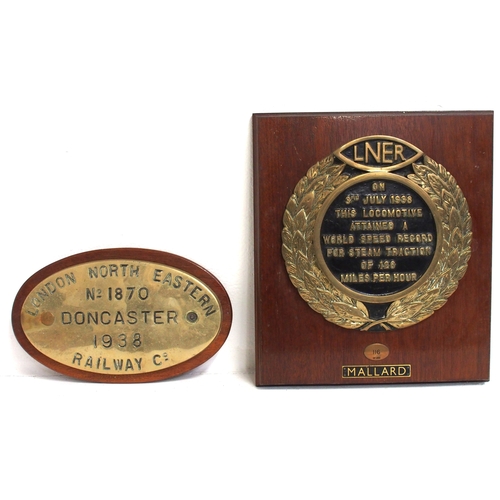 LONDON NORTH EASTERN
Nº 1870
DONCASTER
1938
RAILWAY Cº
LNER
ON
3RD JULY 1938
THIS LOCOMOTIVE
ATTAINED A
WORLD SPEED RECORD
FOR STEAM TRACTION
OF 126
MILES PER HOUR
MALLARD